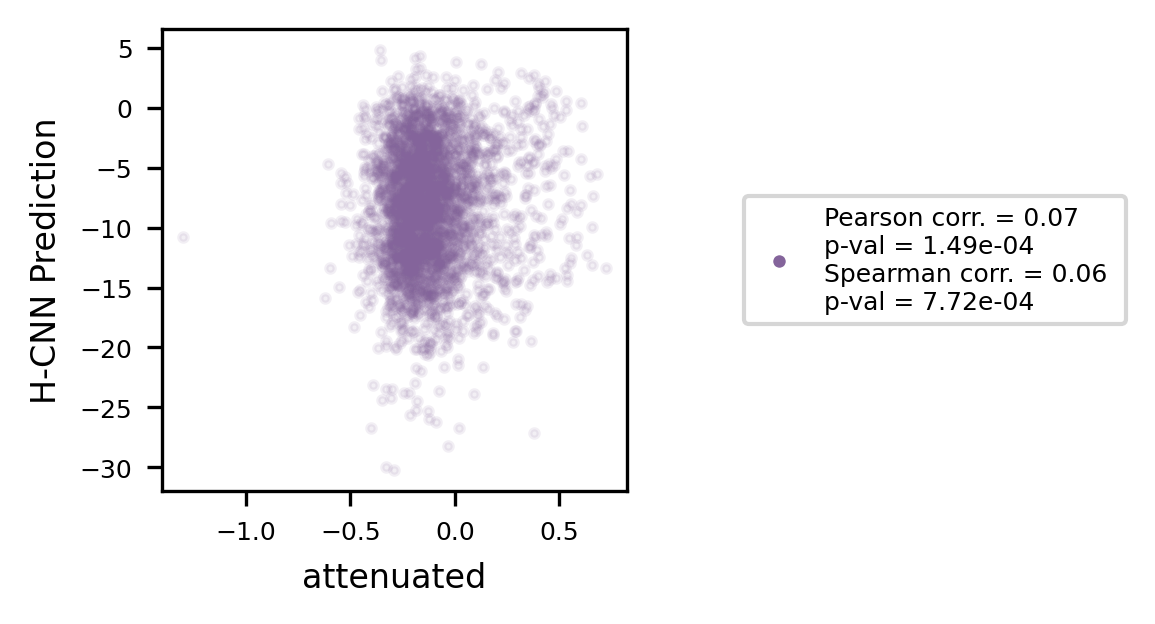 5
0
−5
−10
−15
−20
−25
−30
H-CNN Prediction
−1.0
−0.5
0.0
0.5
attenuated
Pearson corr. = 0.07
p-val = 1.49e-04
Spearman corr. = 0.06
p-val = 7.72e-04